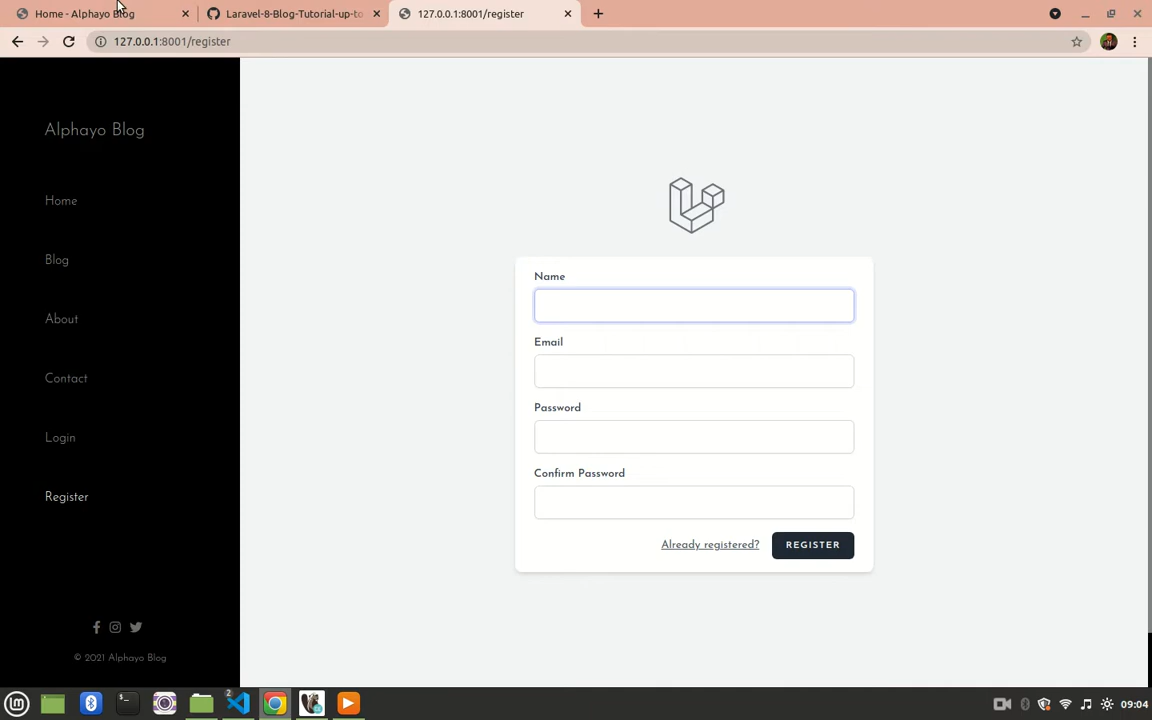 Home - Alphayo Blog
Laravel-8-Blog-Tutorial-up-to
127.0.0.1:8001/register
127.0.0.1:8001/register
Alphayo Blog
Home
Blog
About
Contact
Login
Register
© 2021 Alphayo Blog
Name
Email
Password
Confirm Password
Already registered?
REGISTER
2
09:04